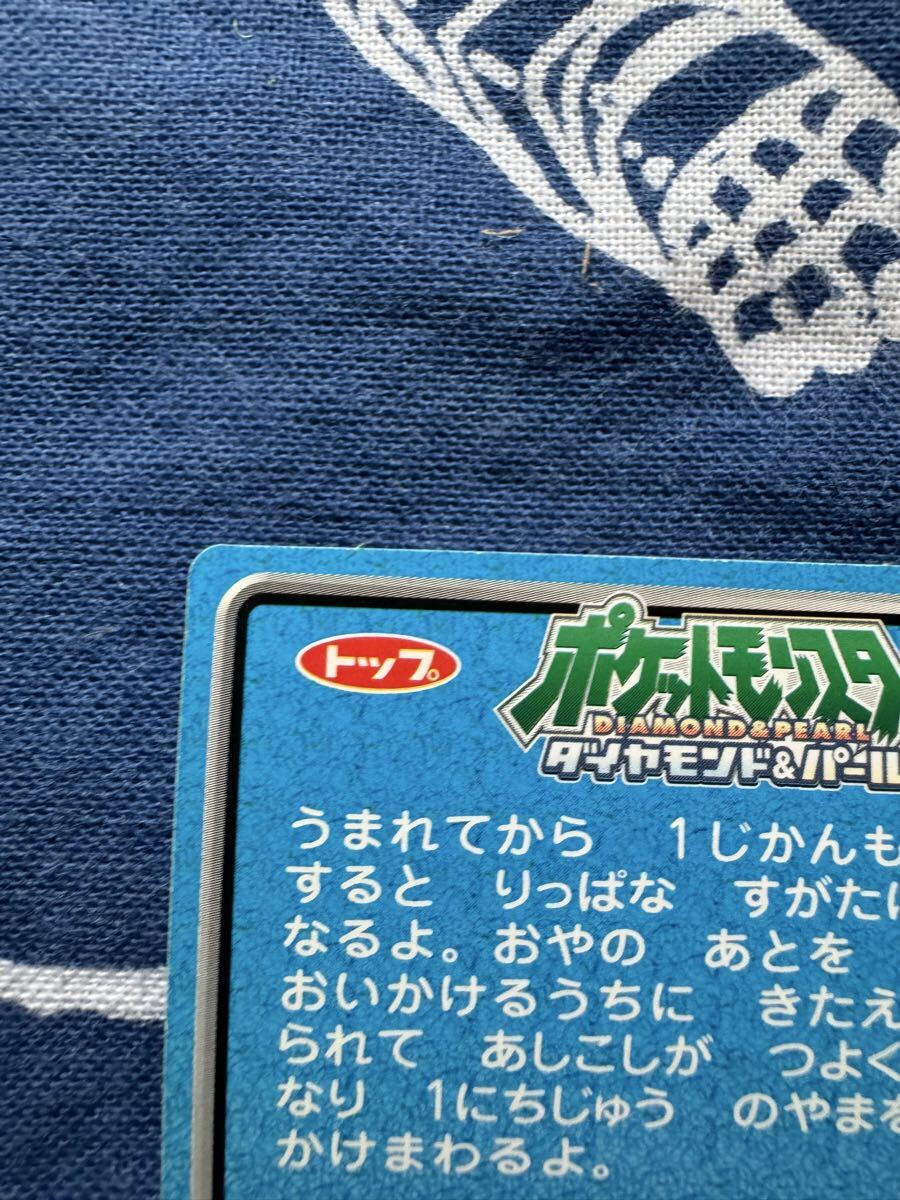 トップ。
ポケットモンスタ
DIAMOND&PEARL
ダイヤモンド&パール
うまれてから　1じかんも
すると　りっぱな　すがたに
なるよ。おやの　あとを
おいかけるうちに　きたえ
られて　あしこしが　つよく
なり　1にちじゅう　のやまを
かけまわるよ。